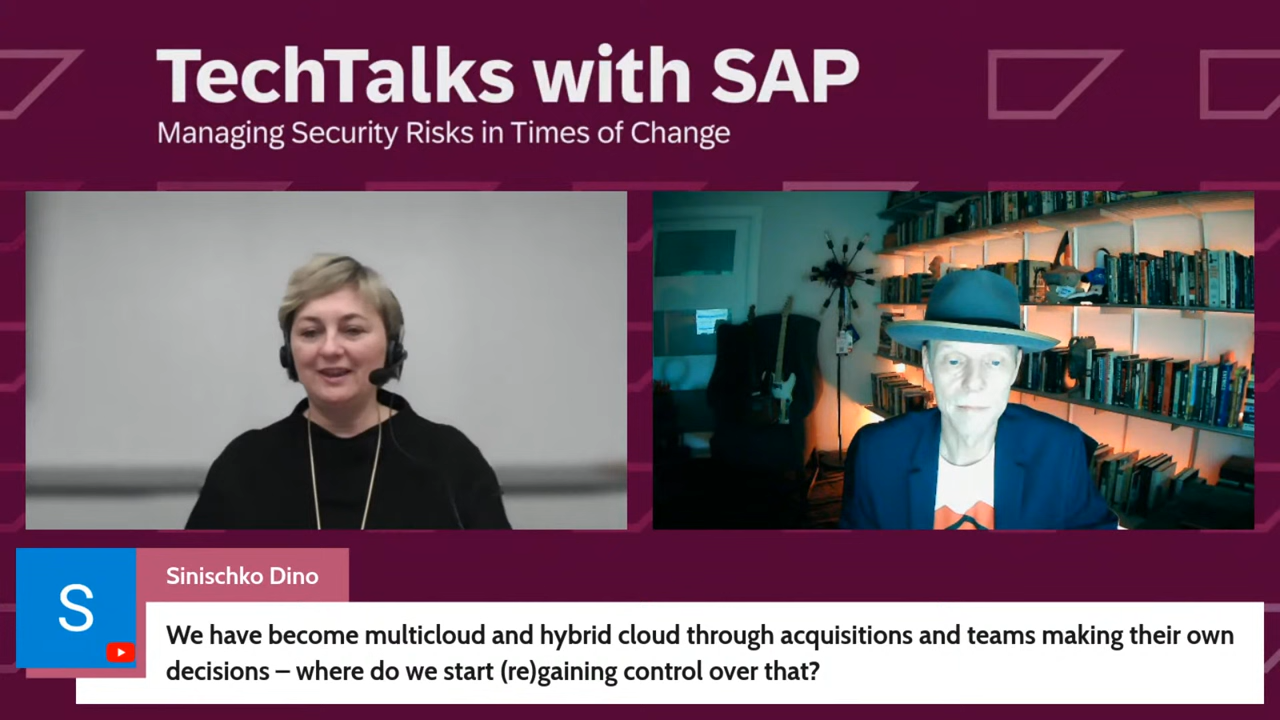 TechTalks with SAP
Managing Security Risks in Times of Change
S
Sinischko Dino
We have become multicloud and hybrid cloud through acquisitions and teams making their own
decisions – where do we start (re)gaining control over that?